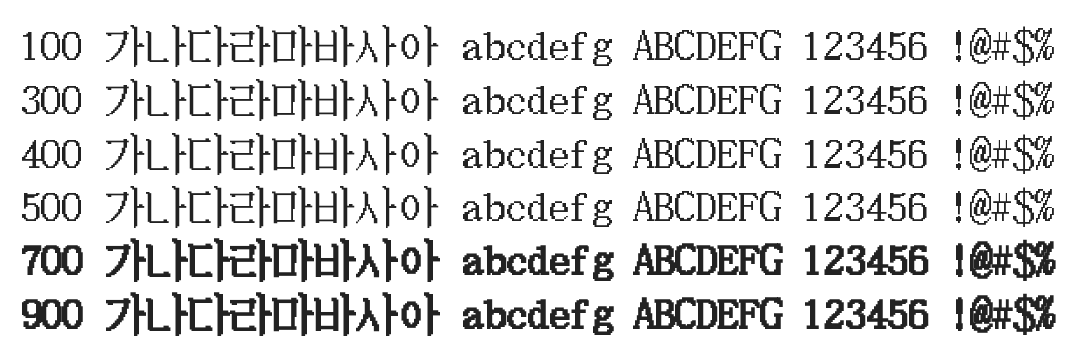 100 가나다라마바사아 abcdefg ABCDEFG 123456 !@#$%
300 가나다라마바사아 abcdefg ABCDEFG 123456 !@#$%
400 가나다라마바사아 abcdefg ABCDEFG 123456 !@#$%
500 가나다라마바사아 abcdefg ABCDEFG 123456 !@#$%
700 가나다라마바사아 abcdefg ABCDEFG 123456 !@#$%
900 가나다라마바사아 abcdefg ABCDEFG 123456 !@#$%